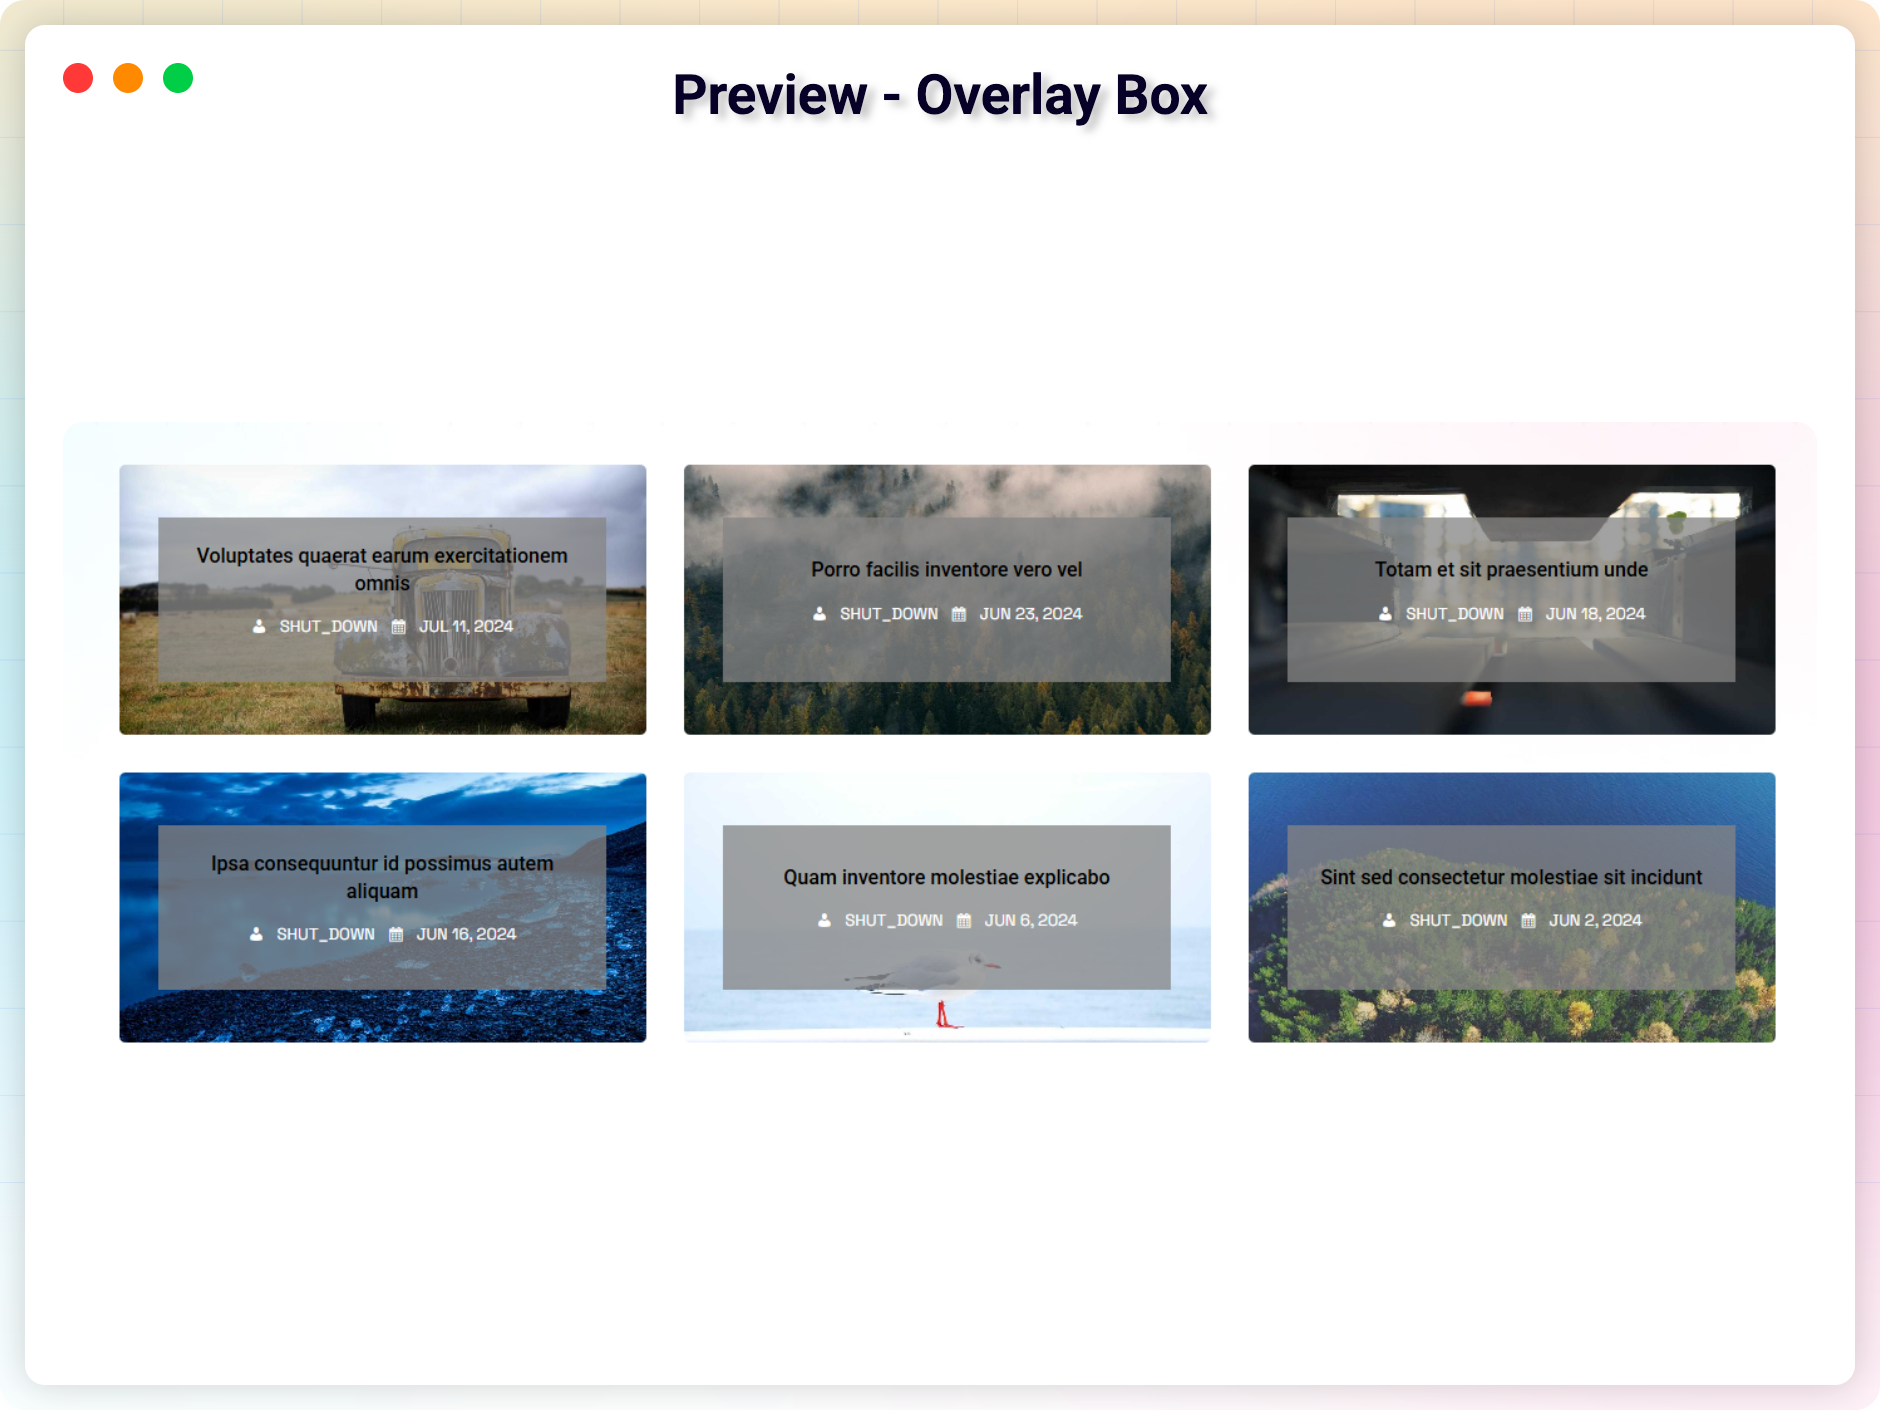 Preview - Overlay Box
Voluptates quaerat earum exercitationem
omnis
SHUT_DOWN JUL 11, 2024
Porro facilis inventore vero vel
SHUT_DOWN JUN 23, 2024
Totam et sit praesentium unde
SHUT_DOWN JUN 18, 2024
Ipsa consequuntur id possimus autem
aliquam
SHUT_DOWN JUN 16, 2024
Quam inventore molestiae explicabo
SHUT_DOWN JUN 6, 2024
Sint sed consectetur molestiae sit incidunt
SHUT_DOWN JUN 2, 2024